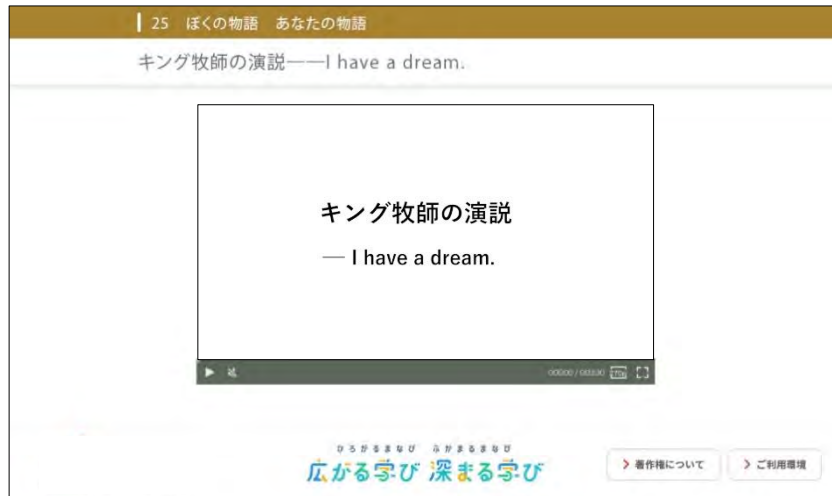 25 ぼくの物語 あなたの物語
キング牧師の演説——I have a dream.
キング牧師の演説
— I have a dream.
ひろがるまなび ふかまるまなび
広がる学び 深まる学び
著作権について
ご利用環境